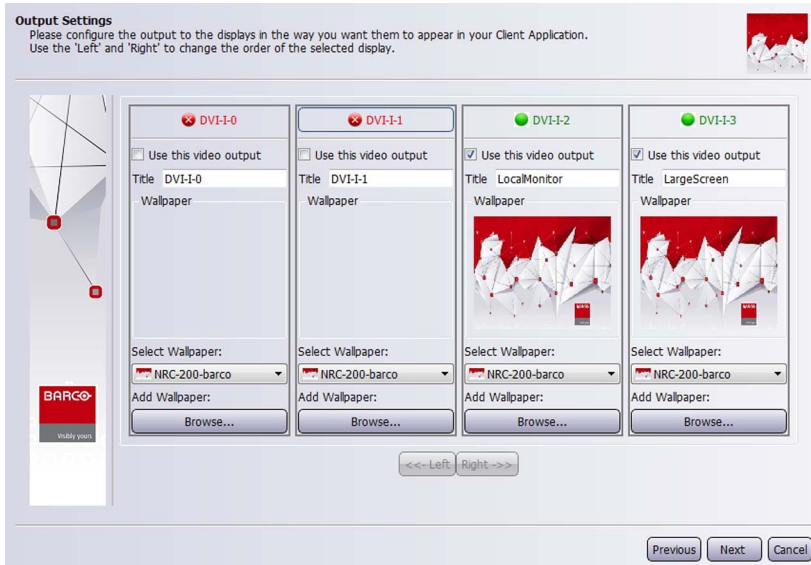 Output Settings
Please configure the output to the displays in the way you want them to appear in your Client Application.
Use the 'Left' and 'Right' to change the order of the selected display.
DVI-I-0
Use this video output
Title DVI-I-0
Wallpaper
Select Wallpaper:
NRC-200-barco
Add Wallpaper:
Browse...
DVI-I-1
Use this video output
Title DVI-I-1
Wallpaper
Select Wallpaper:
NRC-200-barco
Add Wallpaper:
Browse...
DVI-I-2
Use this video output
Title LocalMonitor
Wallpaper
BARCO
Select Wallpaper:
NRC-200-barco
Add Wallpaper:
Browse...
DVI-I-3
Use this video output
Title LargeScreen
Wallpaper
BARCO
Select Wallpaper:
NRC-200-barco
Add Wallpaper:
Browse...
BARCO
Visibly yours
<<- Left
Right ->>
Previous
Next
Cancel